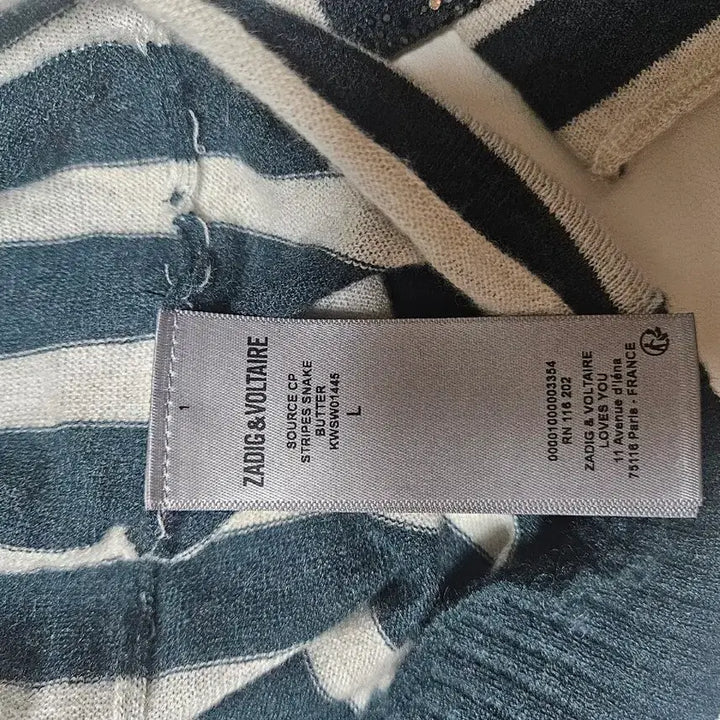 1
ZADIG&VOLTAIRE
SOURCE CP
STRIPES SNAKE
BUTTER
KWSW01445
L
000010000003354
RN 116 202
ZADIG & VOLTAIRE
LOVES YOU
11 Avenue d'Iéna
75116 Paris - FRANCE